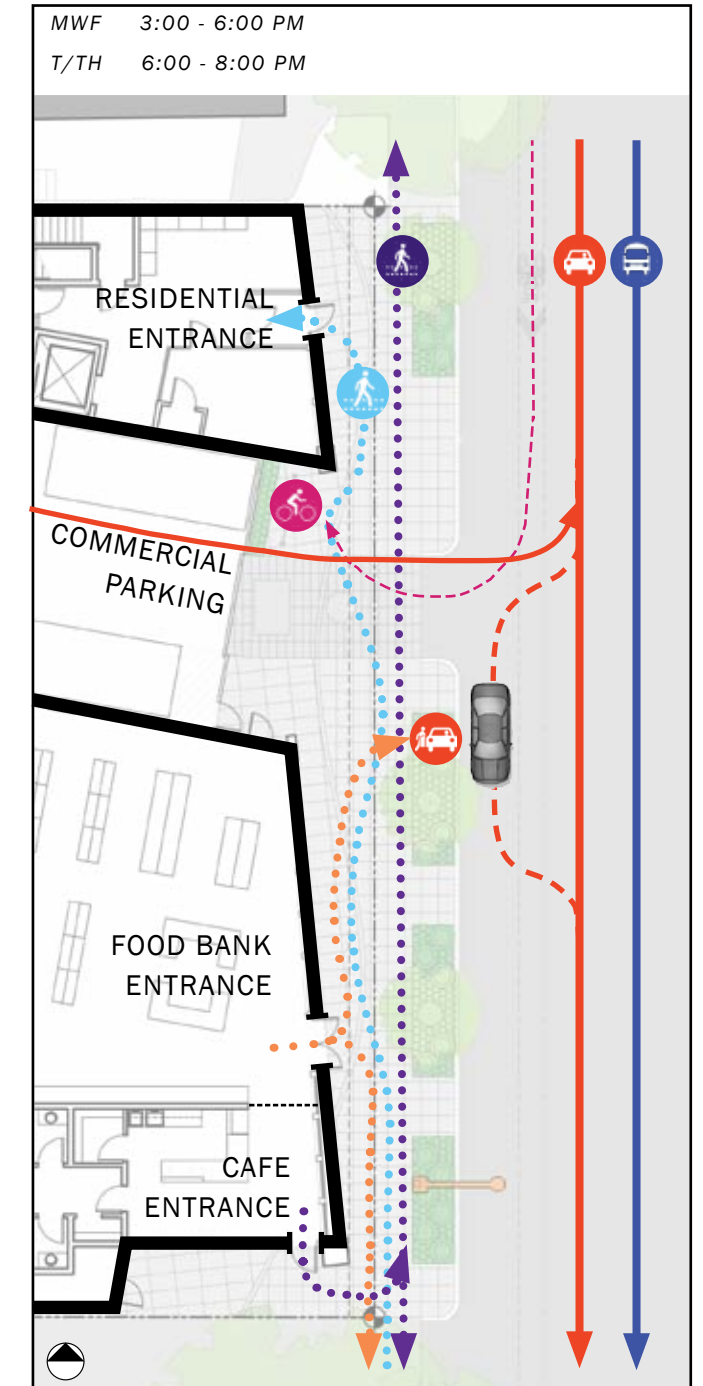 MWF 3:00 - 6:00 PM
T/TH 6:00 - 8:00 PM
RESIDENTIAL
ENTRANCE
COMMERCIAL
PARKING
FOOD BANK
ENTRANCE
CAFE
ENTRANCE